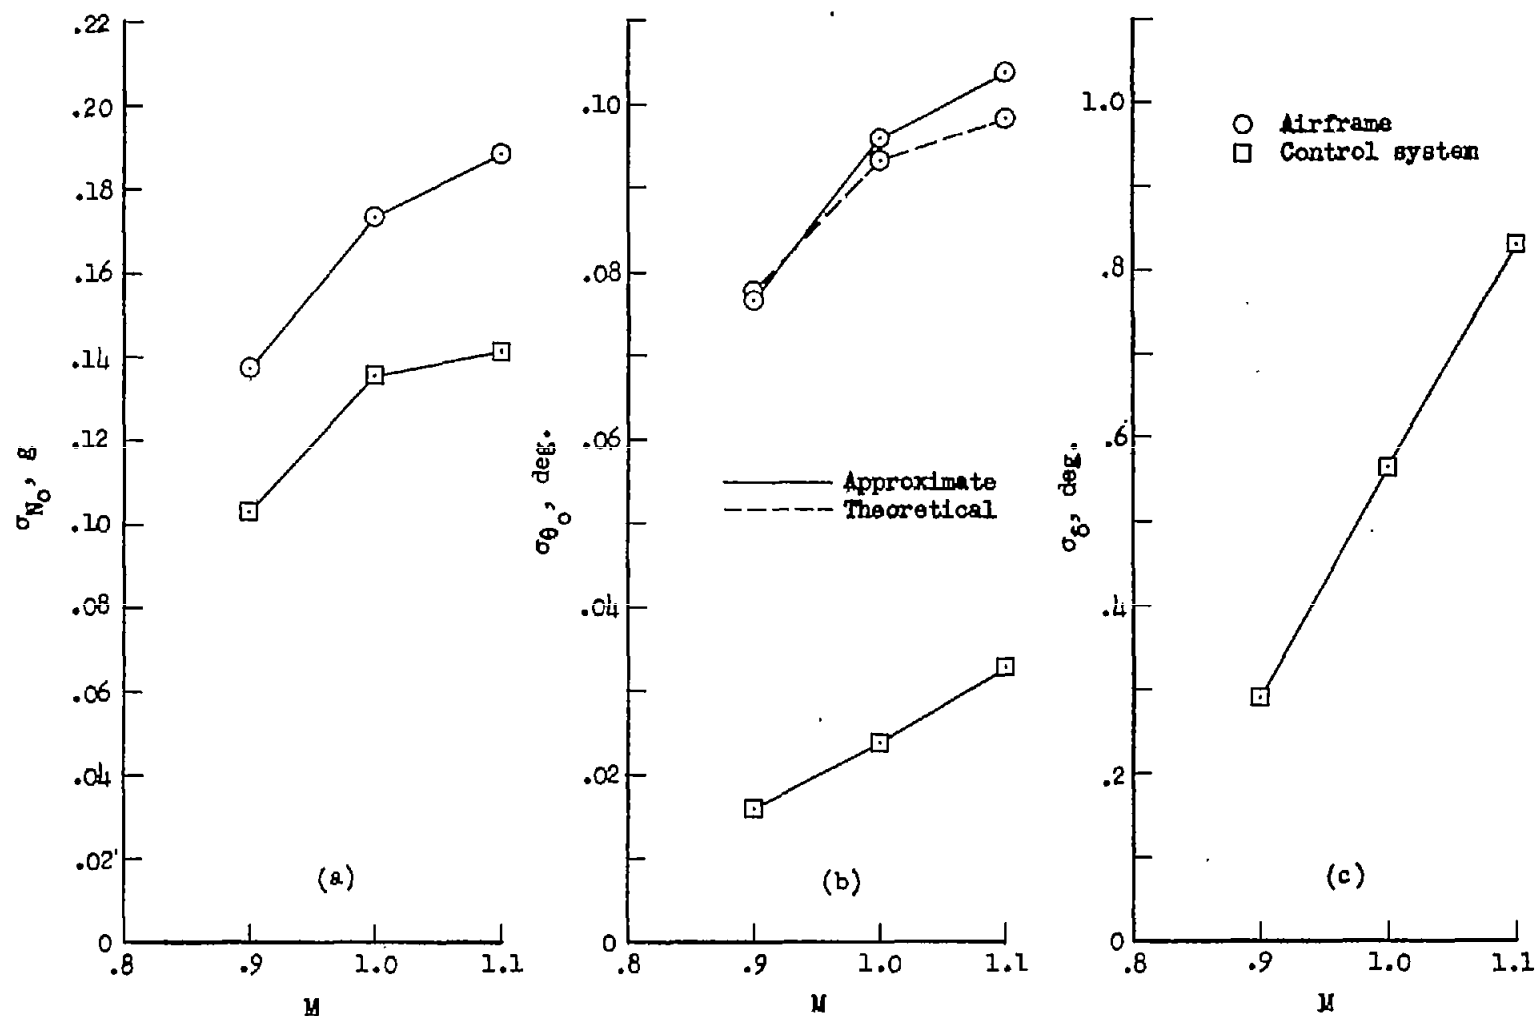 .22
.20
.18
.16
.14
.12
.10
.08
.06
.04
.02
0
σN₀, g
.8 .9 1.0 1.1
M
(a)
.10
.08
.06
.04
.02
0
σθ₀, deg.
Approximate
Theoretical
.8 .9 1.0 1.1
M
(b)
1.0
.8
.6
.4
.2
0
σδ, deg.
Airframe
Control system
.8 .9 1.0 1.1
M
(c)